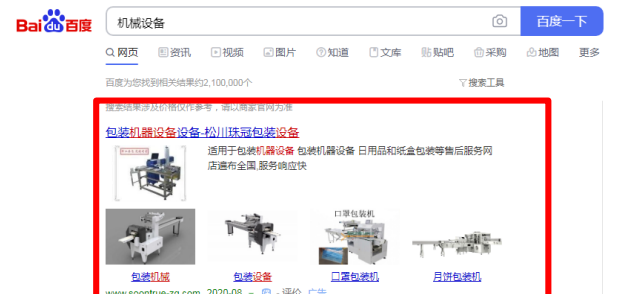 Bai du 百度
机械设备
百度一下
网页 资讯 视频 图片 知道 文库 贴吧 采购 地图 更多
百度为您找到相关结果约2,100,000个 搜索工具
搜索结果涉及价格仅作参考，请以商家官网为准
包装机器设备设备-松川珠冠包装设备
适用于包装机器设备 包装机器设备 日用品和纸盒包装等售后服务网
店遍布全国,服务响应快
口罩包装机
包装机械 包装设备 口罩包装机 月饼包装机
www.soontrue-zg.com 2020-08 评价 广告